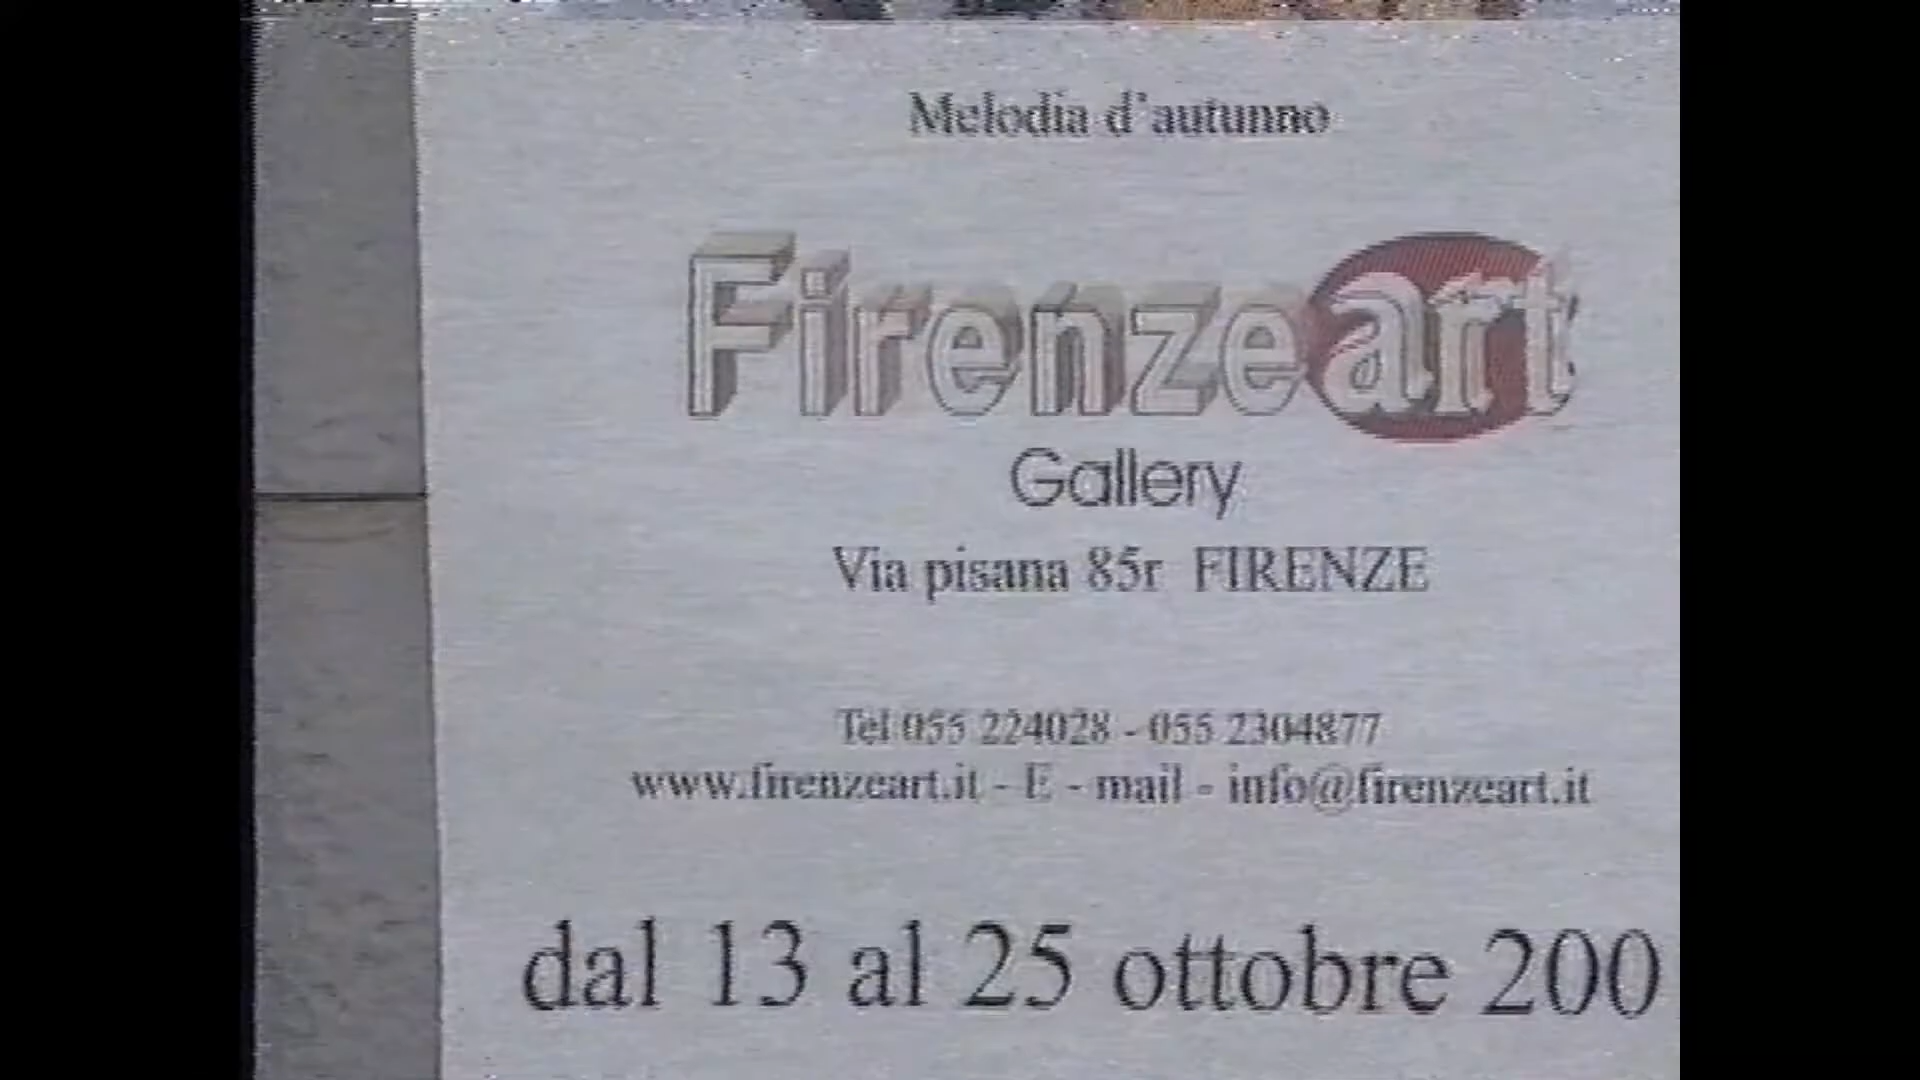 Melodia d'autunno
Firenzeart
Gallery
Via pisana 85r FIRENZE
Tel 055 224028 - 055 2304877
www.firenzeart.it - E - mail - info@firenzeart.it
dal 13 al 25 ottobre 200